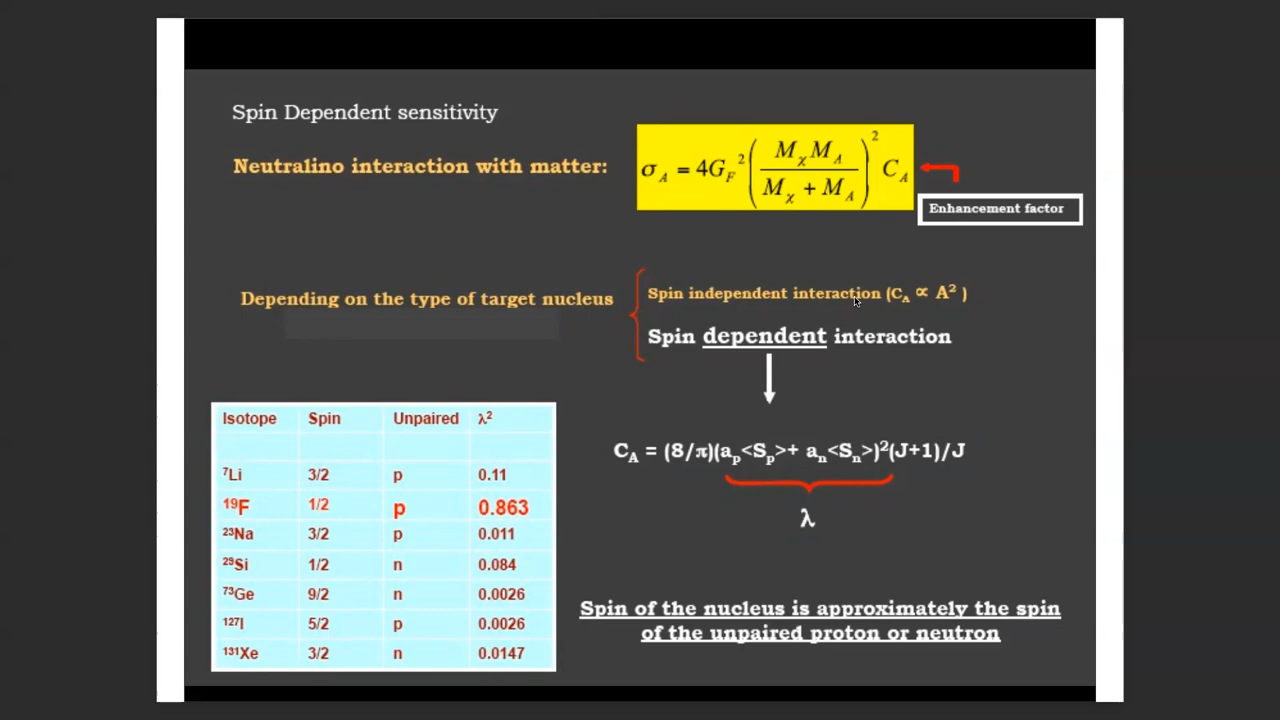 Spin Dependent sensitivity
Neutralino interaction with matter:
σ_A = 4G_F² (M_χ M_A / (M_χ + M_A))² C_A
Enhancement factor
Depending on the type of target nucleus
Spin independent interaction (C_A ∝ A² )
Spin dependent interaction
C_A = (8/π)(a_p<S_p>+ a_n<S_n>)²(J+1)/J
λ
Isotope Spin Unpaired λ²
⁷Li 3/2 p 0.11
¹⁹F 1/2 p 0.863
²³Na 3/2 p 0.011
²⁹Si 1/2 n 0.084
⁷³Ge 9/2 n 0.0026
¹²⁷I 5/2 p 0.0026
¹³¹Xe 3/2 n 0.0147
Spin of the nucleus is approximately the spin
of the unpaired proton or neutron